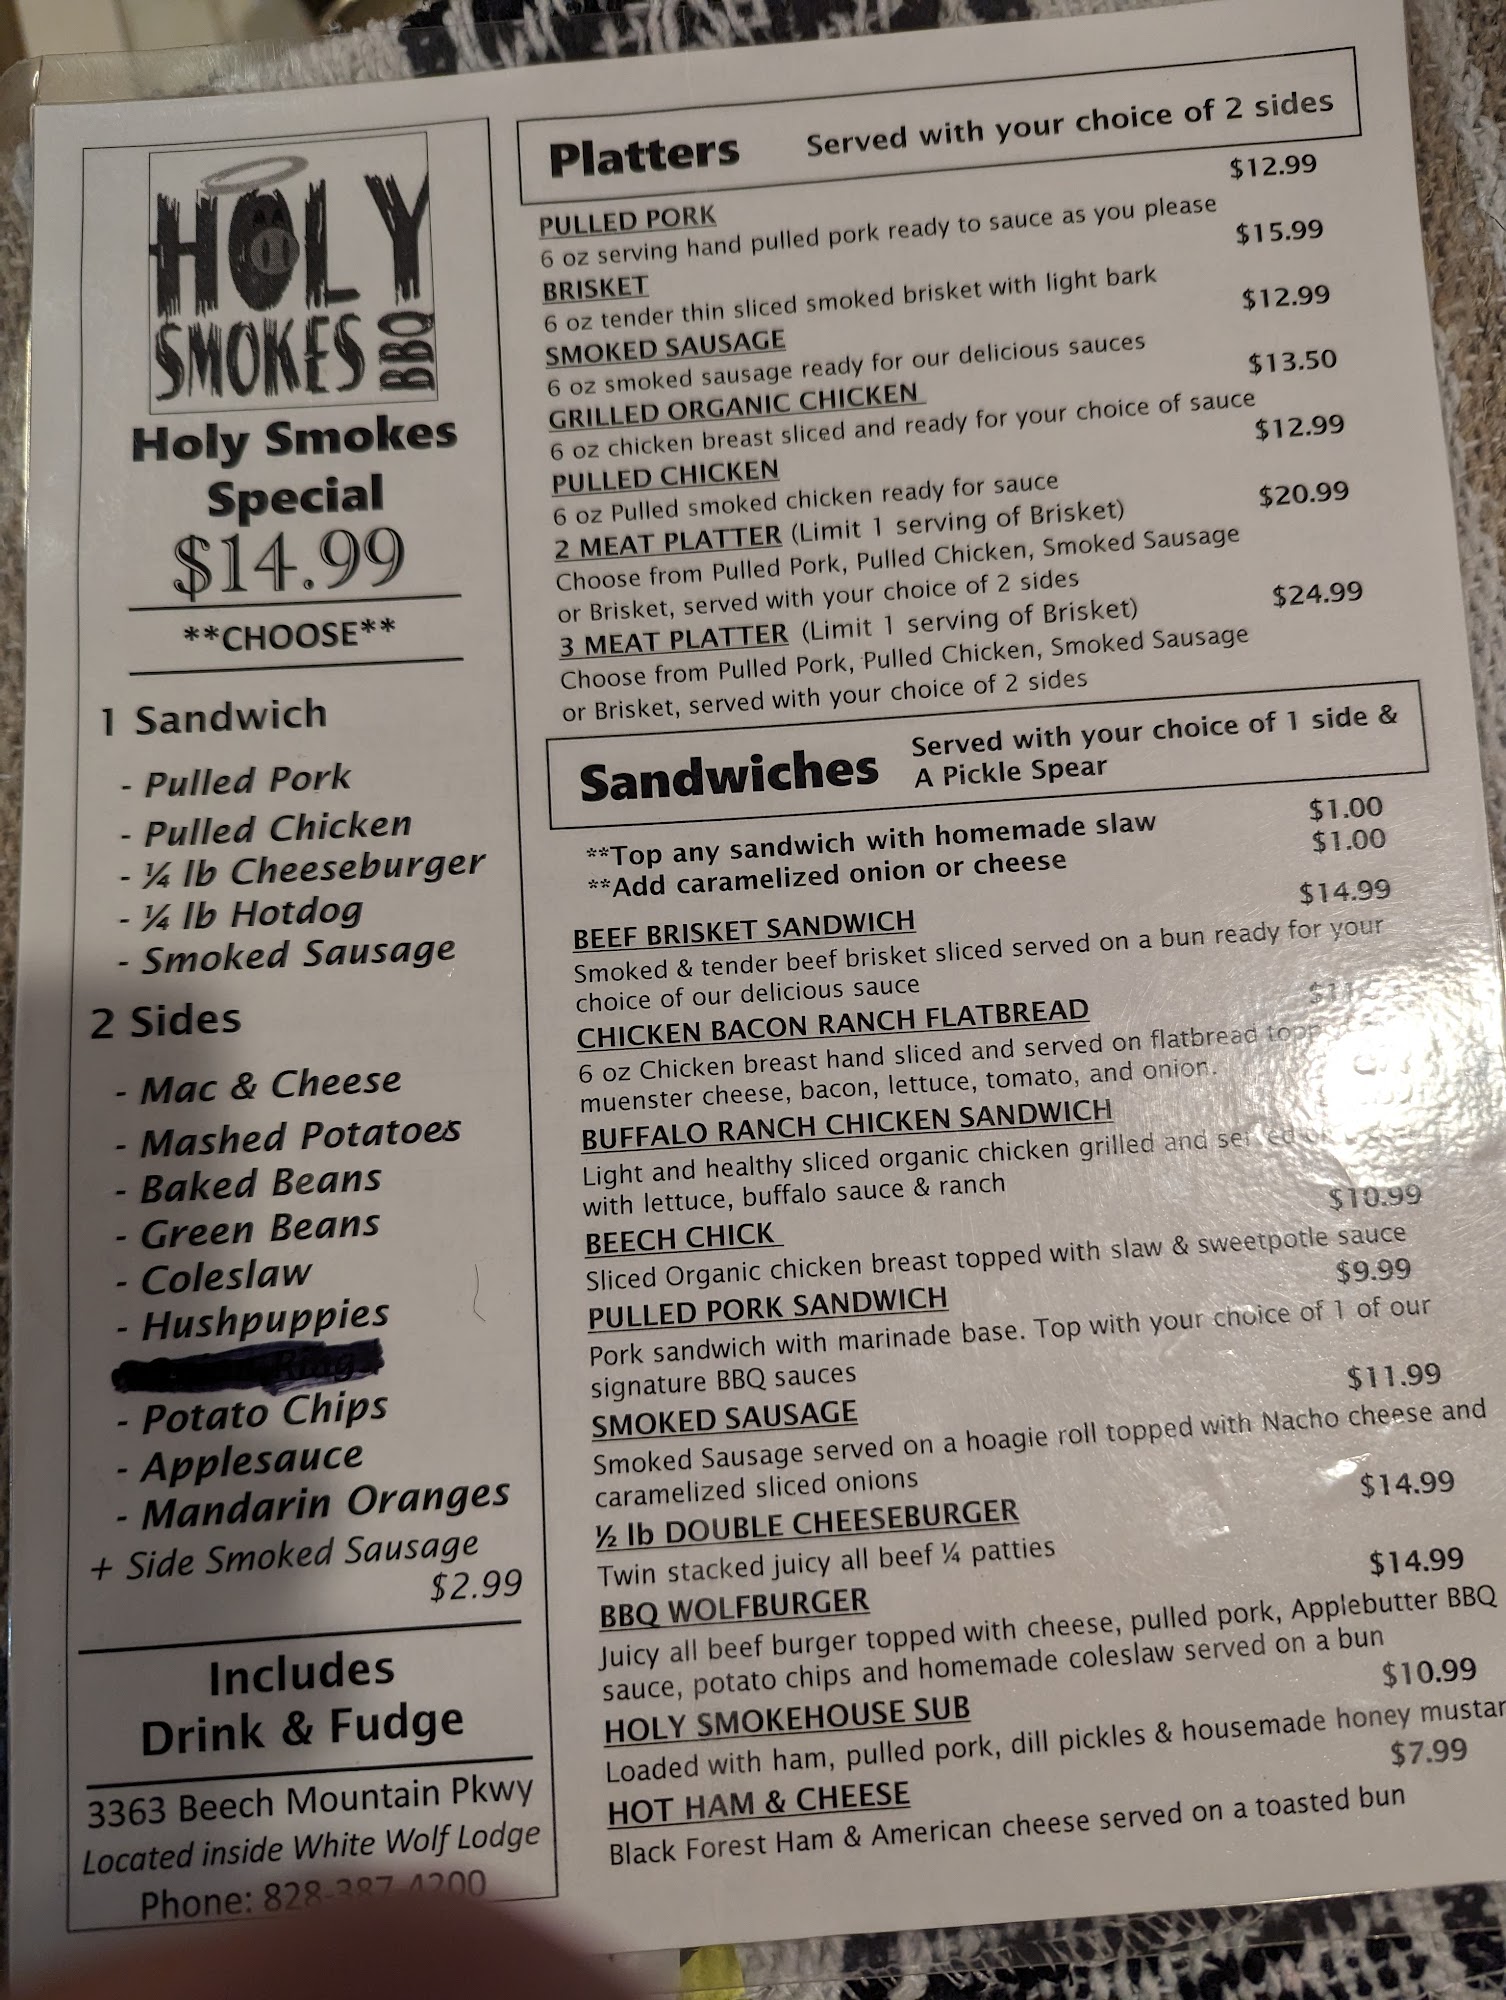 HOLY
SMOKES BBQ
Holy Smokes
Special
$14.99
**CHOOSE**
1 Sandwich
- Pulled Pork
- Pulled Chicken
- ¼ lb Cheeseburger
- ¼ lb Hotdog
- Smoked Sausage
2 Sides
- Mac & Cheese
- Mashed Potatoes
- Baked Beans
- Green Beans
- Coleslaw
- Hushpuppies
- Potato Chips
- Applesauce
- Mandarin Oranges
+ Side Smoked Sausage
$2.99
Includes
Drink & Fudge
3363 Beech Mountain Pkwy
Located inside White Wolf Lodge
Phone: 828-387-4200
Platters Served with your choice of 2 sides
PULLED PORK $12.99
6 oz serving hand pulled pork ready to sauce as you please
BRISKET $15.99
6 oz tender thin sliced smoked brisket with light bark
SMOKED SAUSAGE $12.99
6 oz smoked sausage ready for our delicious sauces
GRILLED ORGANIC CHICKEN $13.50
6 oz chicken breast sliced and ready for your choice of sauce
PULLED CHICKEN $12.99
6 oz Pulled smoked chicken ready for sauce
2 MEAT PLATTER (Limit 1 serving of Brisket) $20.99
Choose from Pulled Pork, Pulled Chicken, Smoked Sausage
or Brisket, served with your choice of 2 sides
3 MEAT PLATTER (Limit 1 serving of Brisket) $24.99
Choose from Pulled Pork, Pulled Chicken, Smoked Sausage
or Brisket, served with your choice of 2 sides
Sandwiches Served with your choice of 1 side &
A Pickle Spear
**Top any sandwich with homemade slaw $1.00
**Add caramelized onion or cheese $1.00
BEEF BRISKET SANDWICH $14.99
Smoked & tender beef brisket sliced served on a bun ready for your
choice of our delicious sauce
CHICKEN BACON RANCH FLATBREAD
6 oz Chicken breast hand sliced and served on flatbread
muenster cheese, bacon, lettuce, tomato, and onion.
BUFFALO RANCH CHICKEN SANDWICH
Light and healthy sliced organic chicken grilled and served
with lettuce, buffalo sauce & ranch
BEECH CHICK $10.99
Sliced Organic chicken breast topped with slaw & sweetpotle sauce
PULLED PORK SANDWICH $9.99
Pork sandwich with marinade base. Top with your choice of 1 of our
signature BBQ sauces
SMOKED SAUSAGE $11.99
Smoked Sausage served on a hoagie roll topped with Nacho cheese and
caramelized sliced onions
½ lb DOUBLE CHEESEBURGER $14.99
Twin stacked juicy all beef ¼ patties
BBQ WOLFBURGER $14.99
Juicy all beef burger topped with cheese, pulled pork, Applebutter BBQ
sauce, potato chips and homemade coleslaw served on a bun
HOLY SMOKEHOUSE SUB $10.99
Loaded with ham, pulled pork, dill pickles & housemade honey mustar
HOT HAM & CHEESE $7.99
Black Forest Ham & American cheese served on a toasted bun